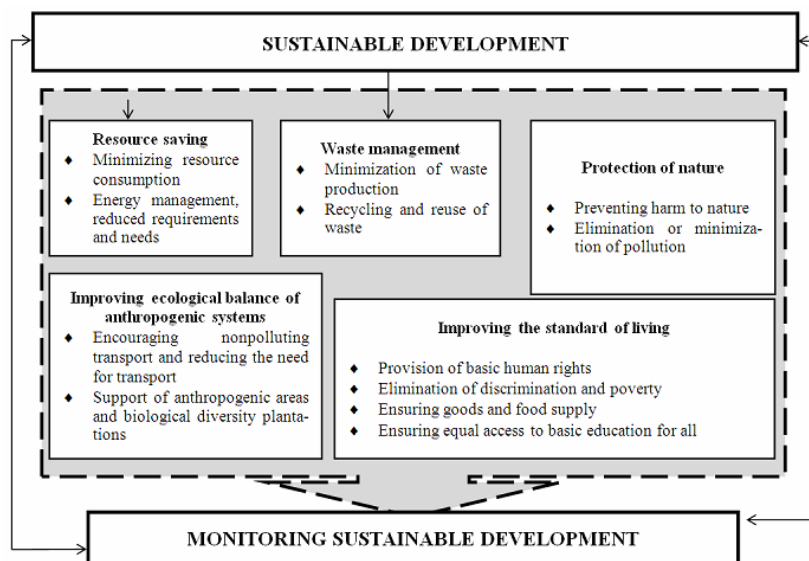 SUSTAINABLE DEVELOPMENT
Resource saving
♦ Minimizing resource
consumption
♦ Energy management,
reduced requirements
and needs
Waste management
♦ Minimization of waste
production
♦ Recycling and reuse of
waste
Protection of nature
♦ Preventing harm to nature
♦ Elimination or minimiza-
tion of pollution
Improving ecological balance of
anthropogenic systems
♦ Encouraging nonpolluting
transport and reducing the need
for transport
♦ Support of anthropogenic areas
and biological diversity planta-
tions
Improving the standard of living
♦ Provision of basic human rights
♦ Elimination of discrimination and poverty
♦ Ensuring goods and food supply
♦ Ensuring equal access to basic education for all
MONITORING SUSTAINABLE DEVELOPMENT